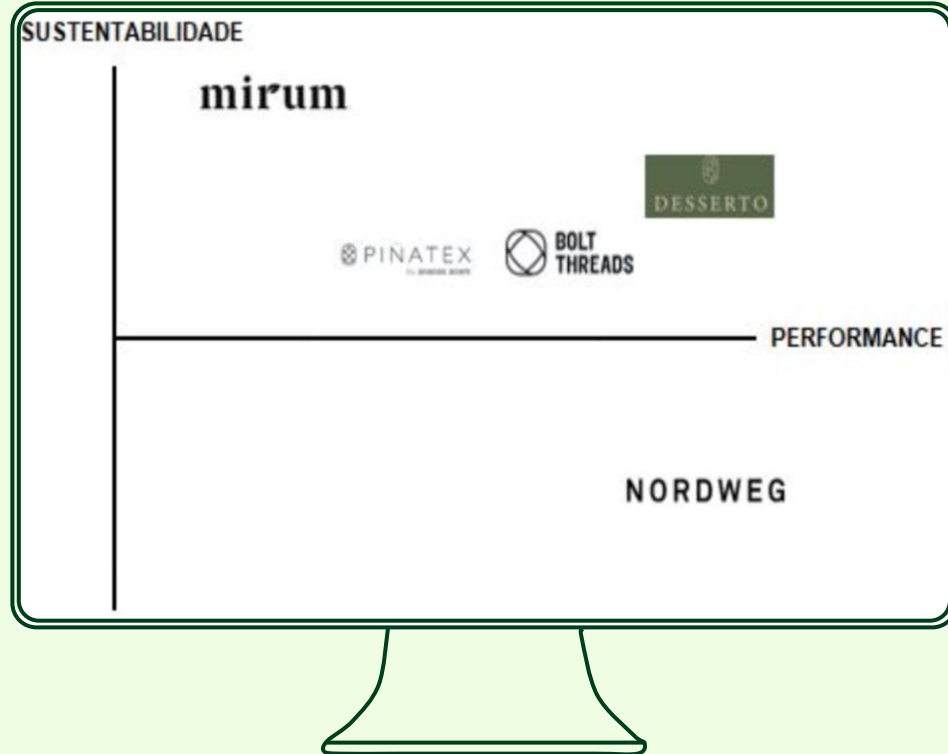 SUSTENTABILIDADE
mirum
DESSERTO
PIÑATEX
BOLT
THREADS
PERFORMANCE
NORDWEG